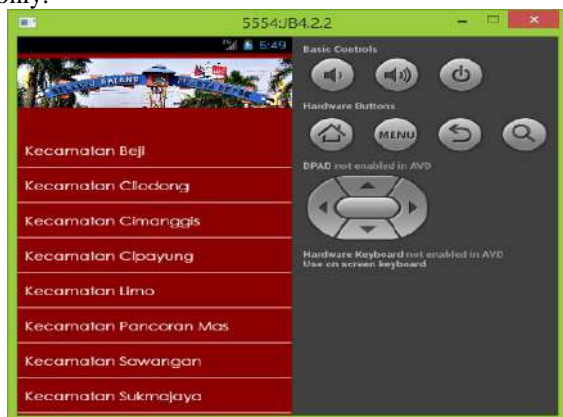 only.
5554:JB4.2.2
5:49
Basic Controls
Hardware Buttons
MENU
DPAD not enabled in AVD
Hardware Keyboard not enabled in AVD
Use on screen keyboard
Kecamatan Beji
Kecamatan Cilodong
Kecamatan Cimanggis
Kecamatan Cipayung
Kecamatan Limo
Kecamatan Pancoran Mas
Kecamatan Sawangan
Kecamatan Sukmajaya